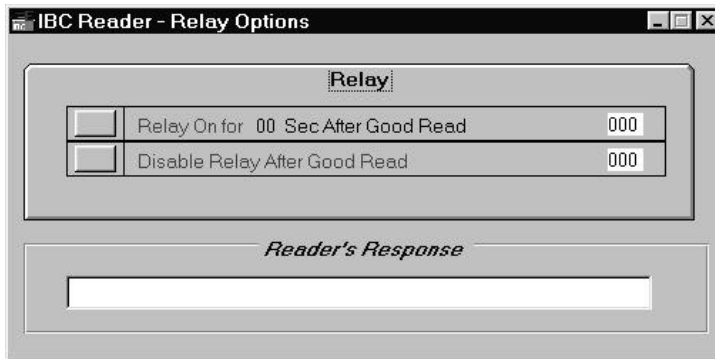 IBC Reader - Relay Options
Relay
Relay On for 00 Sec After Good Read 000
Disable Relay After Good Read 000
Reader's Response